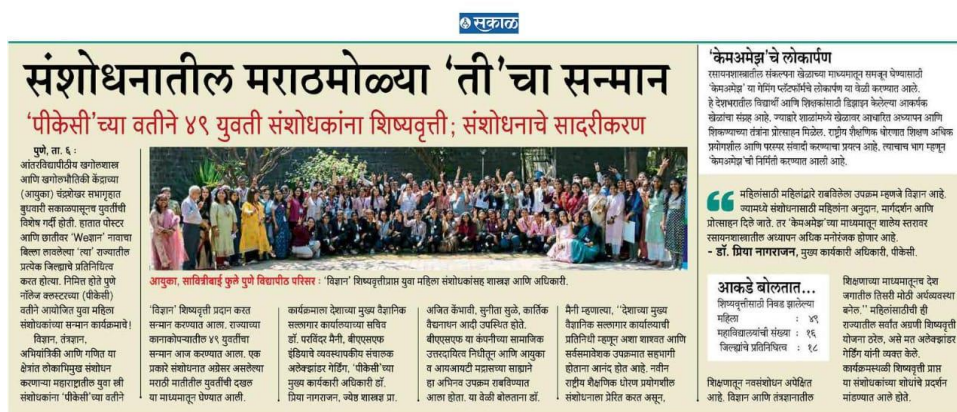 सकाळ
संशोधनातील मराठमोळ्या ‘ती’चा सन्मान
‘पीकेसी’च्या वतीने ४९ युवती संशोधकांना शिष्यवृत्ती; संशोधनाचे सादरीकरण
पुणे, ता. ६ :
आंतरविद्यापीठीय खगोलशास्त्र
आणि खगोलभौतिकी केंद्राच्या
(आयुका) चंद्रशेखर सभागृहात
बुधवारी सकाळपासूनच युवतींची
विशेष गर्दी होती. हातात पोस्टर
आणि छातीवर ‘Weज्ञान’ नावाचा
बिल्ला लावलेल्या ‘त्या’ राज्यातील
प्रत्येक जिल्ह्याचे प्रतिनिधित्व
करत होत्या. निमित्त होते पुणे
नॉलेज क्लस्टरच्या (पीकेसी)
वतीने आयोजित युवा महिला
संशोधकांच्या सन्मान कार्यक्रमाचे!
विज्ञान, तंत्रज्ञान,
अभियांत्रिकी आणि गणित या
क्षेत्रांत लोकाभिमुख संशोधन
करणाऱ्या महाराष्ट्रातील युवा स्त्री
संशोधकांना ‘पीकेसी’च्या वतीने
आयुका, सावित्रीबाई फुले पुणे विद्यापीठ परिसर : ‘विज्ञान’ शिष्यवृत्तीप्राप्त युवा महिला संशोधकांसह शास्त्रज्ञ आणि अधिकारी.
‘विज्ञान’ शिष्यवृत्ती प्रदान करत
सन्मान करण्यात आला. राज्याच्या
कानाकोपऱ्यातील ४९ युवतींचा
सन्मान आज करण्यात आला. एक
प्रकारे संशोधनात अग्रेसर असलेल्या
मराठी मातीतील युवतींची दखल
या माध्यमातून घेण्यात आली.
कार्यक्रमाला देशाच्या मुख्य वैज्ञानिक
सल्लागार कार्यालयाच्या सचिव
डॉ. परविंदर मैनी, बीएएसएफ
इंडियाचे व्यवस्थापकीय संचालक
अलेक्झांडर गेर्डिंग, ‘पीकेसी’च्या
मुख्य कार्यकारी अधिकारी डॉ.
प्रिया नागराजन, ज्येष्ठ शास्त्रज्ञ प्रा.
अजित केंभावी, सुनीता सुळे, कार्तिक
वैद्यनाथन आदी उपस्थित होते.
बीएएसएफ या कंपनीच्या सामाजिक
उत्तरदायित्व निधीतून आणि आयुका
व आयआयटी मद्रासच्या साह्याने
हा अभिनव उपक्रम राबविण्यात
आला होता. या वेळी बोलताना डॉ.
मैनी म्हणाल्या, ‘‘देशाच्या मुख्य
वैज्ञानिक सल्लागार कार्यालयाची
प्रतिनिधी म्हणून अशा शाश्वत आणि
सर्वसमावेशक उपक्रमात सहभागी
होताना आनंद होत आहे. नवीन
राष्ट्रीय शैक्षणिक धोरण प्रयोगशील
संशोधनाला प्रेरित करत असून,
‘केमअमेझ’चे लोकार्पण
रसायनशास्त्रातील संकल्पना खेळाच्या माध्यमातून समजून घेण्यासाठी
‘केमअमेझ’ या गेमिंग प्लॅटफॉर्मचे लोकार्पण या वेळी करण्यात आले.
हे देशभरातील विद्यार्थी आणि शिक्षकांसाठी डिझाइन केलेल्या आकर्षक
खेळांचा संग्रह आहे. ज्याद्वारे शाळांमध्ये खेळावर आधारित अध्यापन आणि
शिकण्याच्या तंत्रांना प्रोत्साहन मिळेल. राष्ट्रीय शैक्षणिक धोरणात शिक्षण अधिक
प्रयोगशील आणि परस्पर संवादी करण्याचा प्रयत्न आहे. त्याचाच भाग म्हणून
‘केमअमेझ’ची निर्मिती करण्यात आली आहे.
महिलांसाठी महिलांद्वारे राबविलेला उपक्रम म्हणजे विज्ञान आहे.
ज्यामध्ये संशोधनासाठी महिलांना अनुदान, मार्गदर्शन आणि
प्रोत्साहन दिले जाते. तर ‘केमअमेझ’च्या माध्यमातून शालेय स्तरावर
रसायनशास्त्रातील अध्यापन अधिक मनोरंजक होणार आहे.
- डॉ. प्रिया नागराजन, मुख्य कार्यकारी अधिकारी, पीकेसी.
आकडे बोलतात...
शिष्यवृत्तीसाठी निवड झालेल्या
महिला : ४९
महाविद्यालयांची संख्या : १६
जिल्ह्यांचे प्रतिनिधित्व : १८
शिक्षणातून नवसंशोधन अपेक्षित
आहे. विज्ञान आणि तंत्रज्ञानातील
शिक्षणाच्या माध्यमातूनच देश
जगातील तिसरी मोठी अर्थव्यवस्था
बनेल.’’ महिलांसाठीची ही
राज्यातील सर्वांत अग्रणी शिष्यवृत्ती
योजना ठरेल, असे मत अलेक्झांडर
गेर्डिंग यांनी व्यक्त केले.
कार्यक्रमस्थळी शिष्यवृत्ती प्राप्त
या संशोधकांच्या शोधांचे प्रदर्शन
मांडण्यात आले होते.